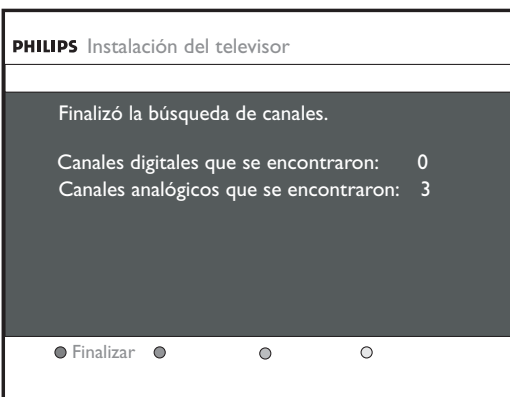 PHILIPS Instalación del televisor
Finalizó la búsqueda de canales.
Canales digitales que se encontraron: 0
Canales analógicos que se encontraron: 3
Finalizar